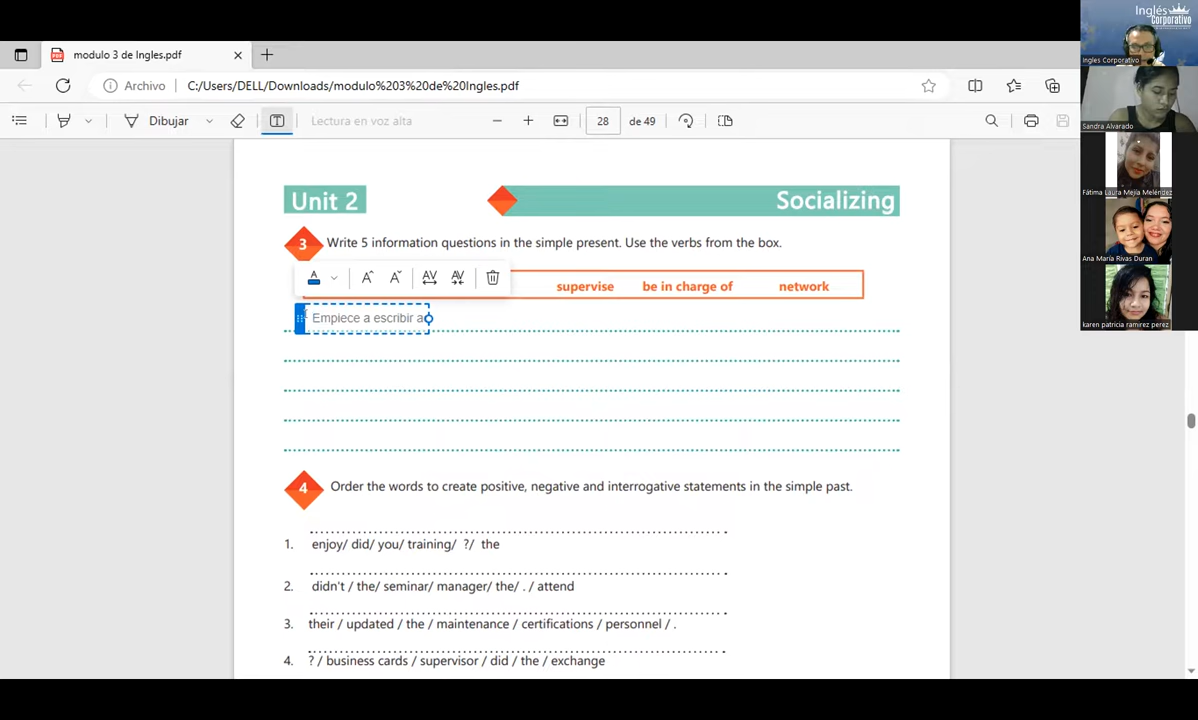 modulo 3 de Ingles.pdf
Archivo
C:/Users/DELL/Downloads/modulo%203%20de%20Ingles.pdf
Dibujar
Lectura en voz alta
28
de 49
Unit 2
Socializing
3
Write 5 information questions in the simple present. Use the verbs from the box.
supervise be in charge of network
Empiece a escribir a
4
Order the words to create positive, negative and interrogative statements in the simple past.
1. enjoy/ did/ you/ training/ ?/ the
2. didn't / the/ seminar/ manager/ the/ . / attend
3. their / updated / the / maintenance / certifications / personnel / .
4. ? / business cards / supervisor / did / the / exchange
Inglés
Corporativo
Ingles Corporativo
Sandra Alvarado
Fátima Laura Mejía Meléndez
Ana María Rivas Duran
karen patricia ramirez perez